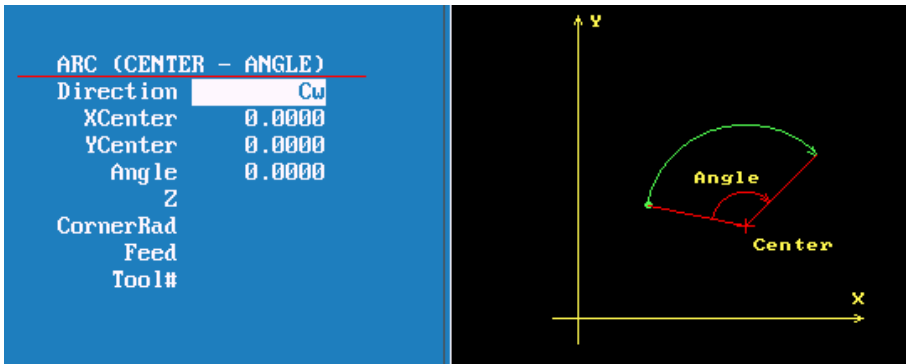 ARC (CENTER - ANGLE)
Direction Cw
XCenter 0.0000
YCenter 0.0000
Angle 0.0000
Z
CornerRad
Feed
Tool#
Y
Angle
Center
X